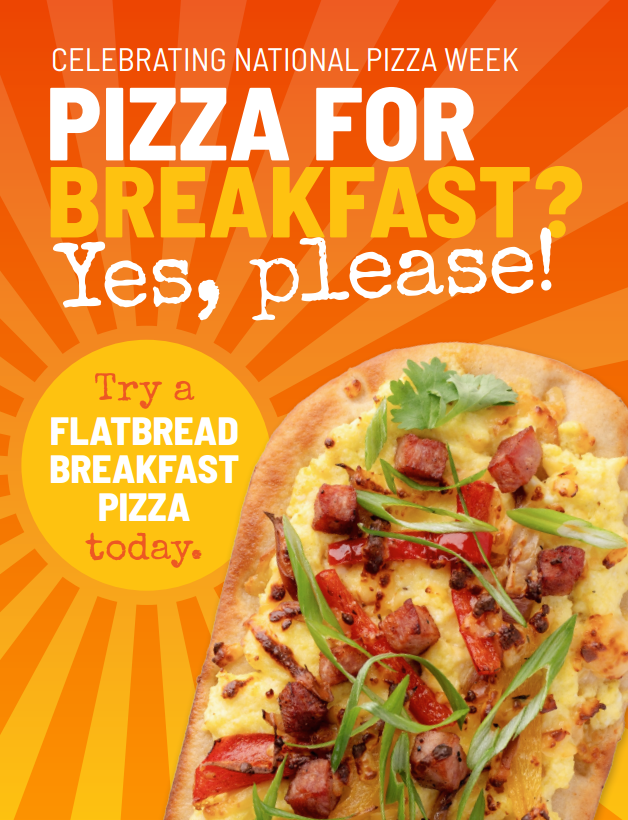 CELEBRATING NATIONAL PIZZA WEEK
PIZZA FOR
BREAKFAST?
Yes, please!
Try a
FLATBREAD
BREAKFAST
PIZZA
today.